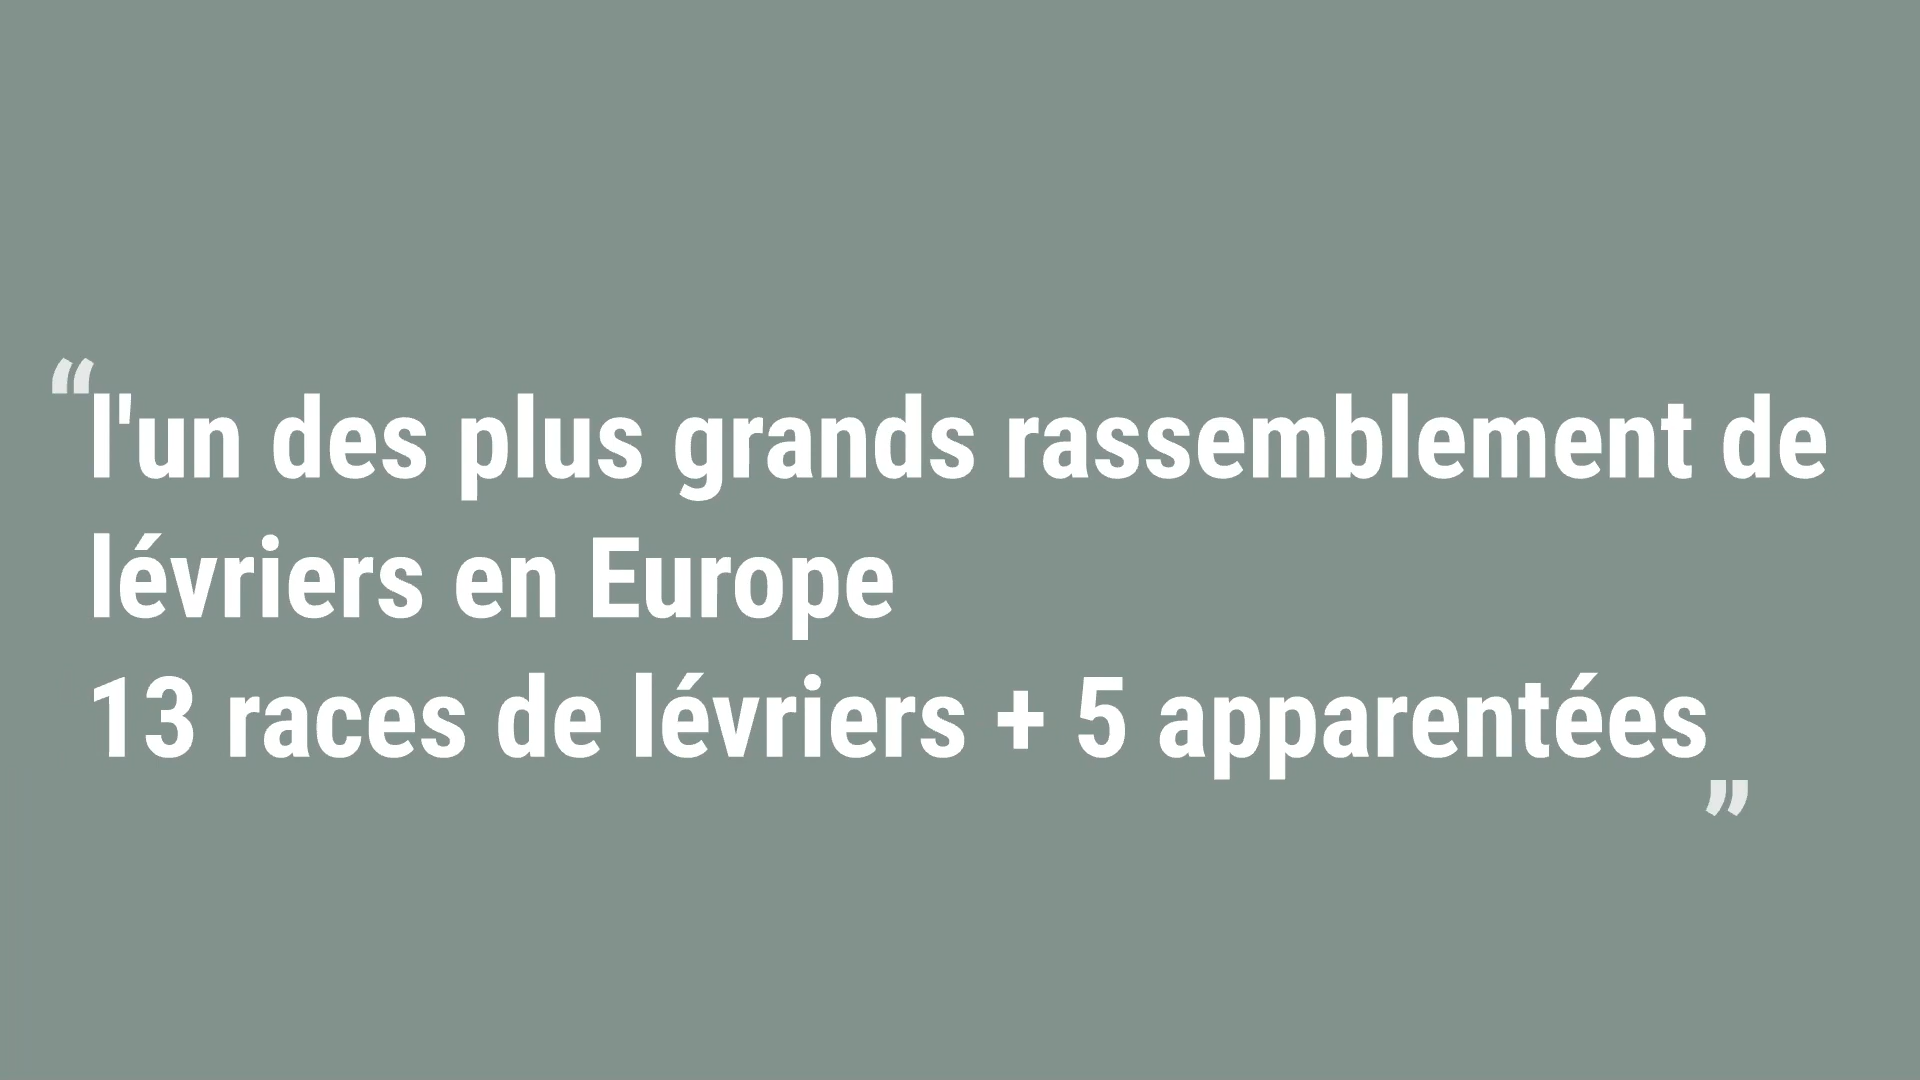 “l'un des plus grands rassemblement de
lévriers en Europe
13 races de lévriers + 5 apparentées”